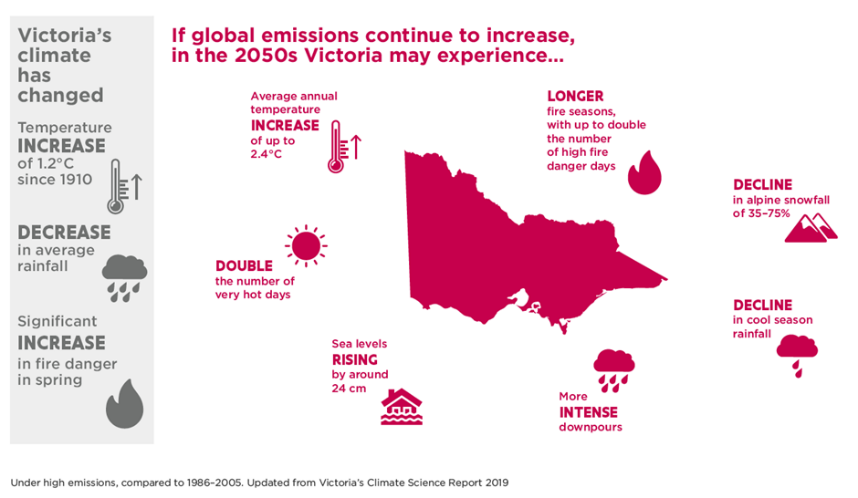 Victoria's
climate
has
changed
Temperature
INCREASE
of 1.2°C
since 1910
DECREASE
in average
rainfall
Significant
INCREASE
in fire danger
in spring
If global emissions continue to increase,
in the 2050s Victoria may experience...
Average annual
temperature
INCREASE
of up to
2.4°C
LONGER
fire seasons,
with up to double
the number
of high fire
danger days
DECLINE
in alpine snowfall
of 35–75%
DOUBLE
the number of
very hot days
DECLINE
in cool season
rainfall
Sea levels
RISING
by around
24 cm
More
INTENSE
downpours
Under high emissions, compared to 1986–2005. Updated from Victoria's Climate Science Report 2019